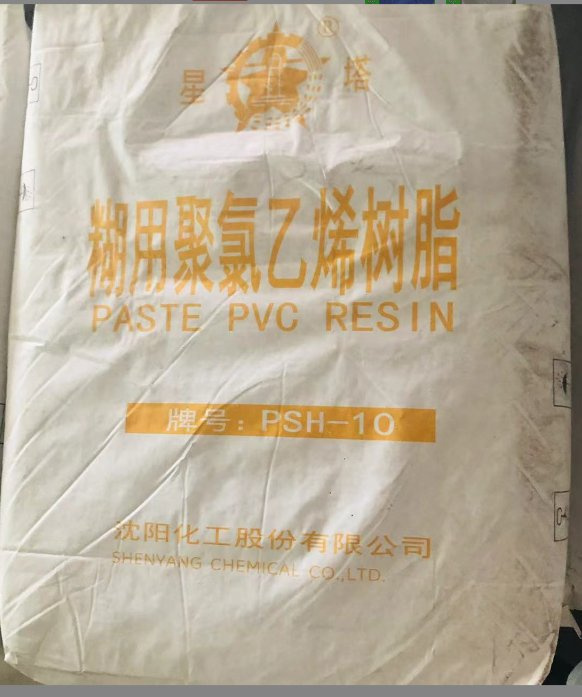 星 塔 ®
糊用聚氯乙烯树脂
PASTE PVC RESIN
牌号：PSH-10
沈阳化工股份有限公司
SHENYANG CHEMICAL CO.,LTD.